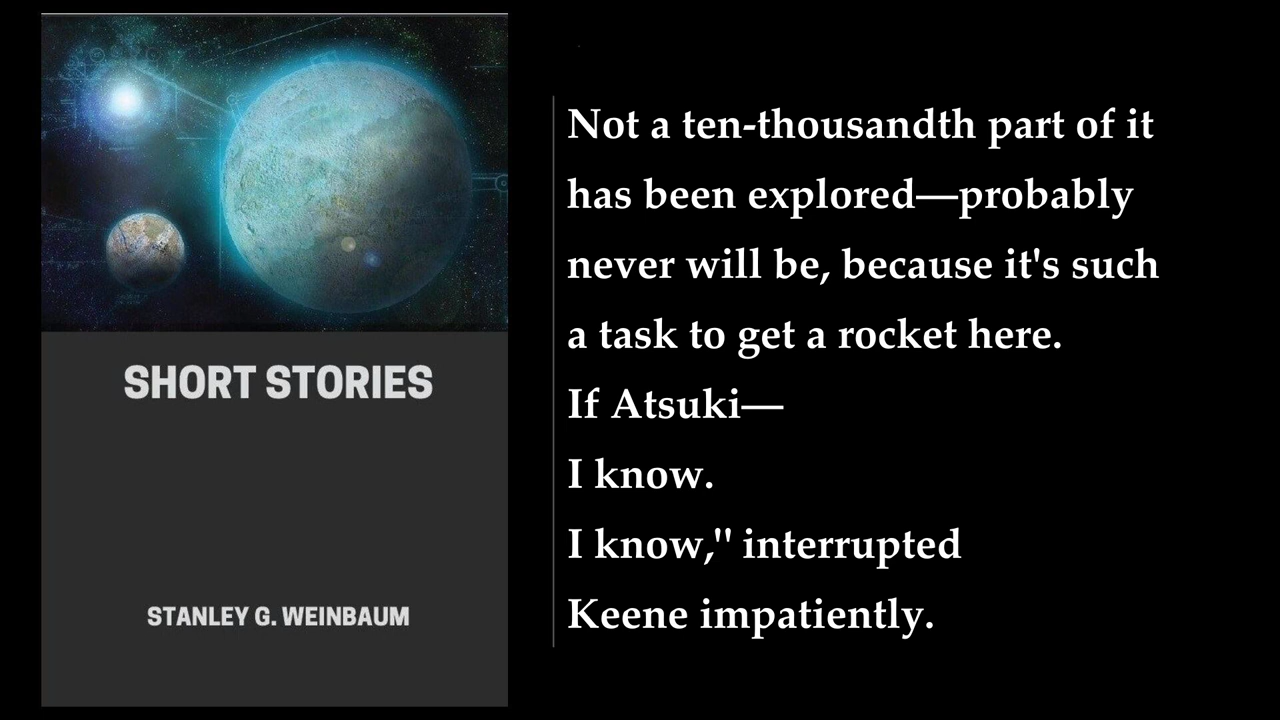 SHORT STORIES
STANLEY G. WEINBAUM
Not a ten-thousandth part of it
has been explored—probably
never will be, because it's such
a task to get a rocket here.
If Atsuki—
I know.
I know," interrupted
Keene impatiently.